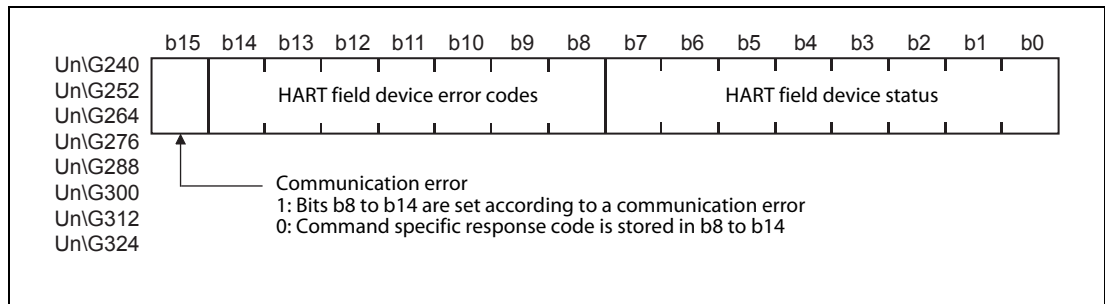 b15 b14 b13 b12 b11 b10 b9 b8 b7 b6 b5 b4 b3 b2 b1 b0
Un\G240
Un\G252
Un\G264
Un\G276
Un\G288
Un\G300
Un\G312
Un\G324
HART field device error codes
HART field device status
Communication error
1: Bits b8 to b14 are set according to a communication error
0: Command specific response code is stored in b8 to b14